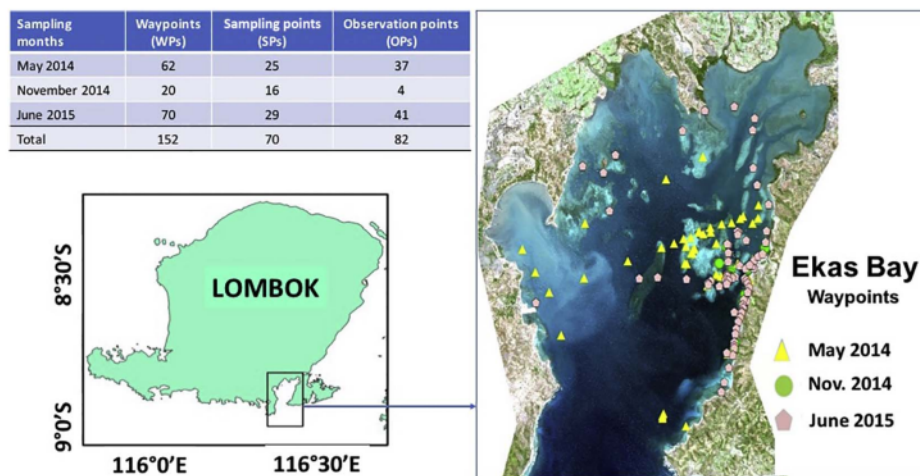 Sampling months Waypoints (WPs) Sampling points (SPs) Observation points (OPs)
May 2014 62 25 37
November 2014 20 16 4
June 2015 70 29 41
Total 152 70 82
8°30'S
LOMBOK
9°0'S
116°0'E 116°30'E
Ekas Bay
Waypoints
May 2014
Nov. 2014
June 2015